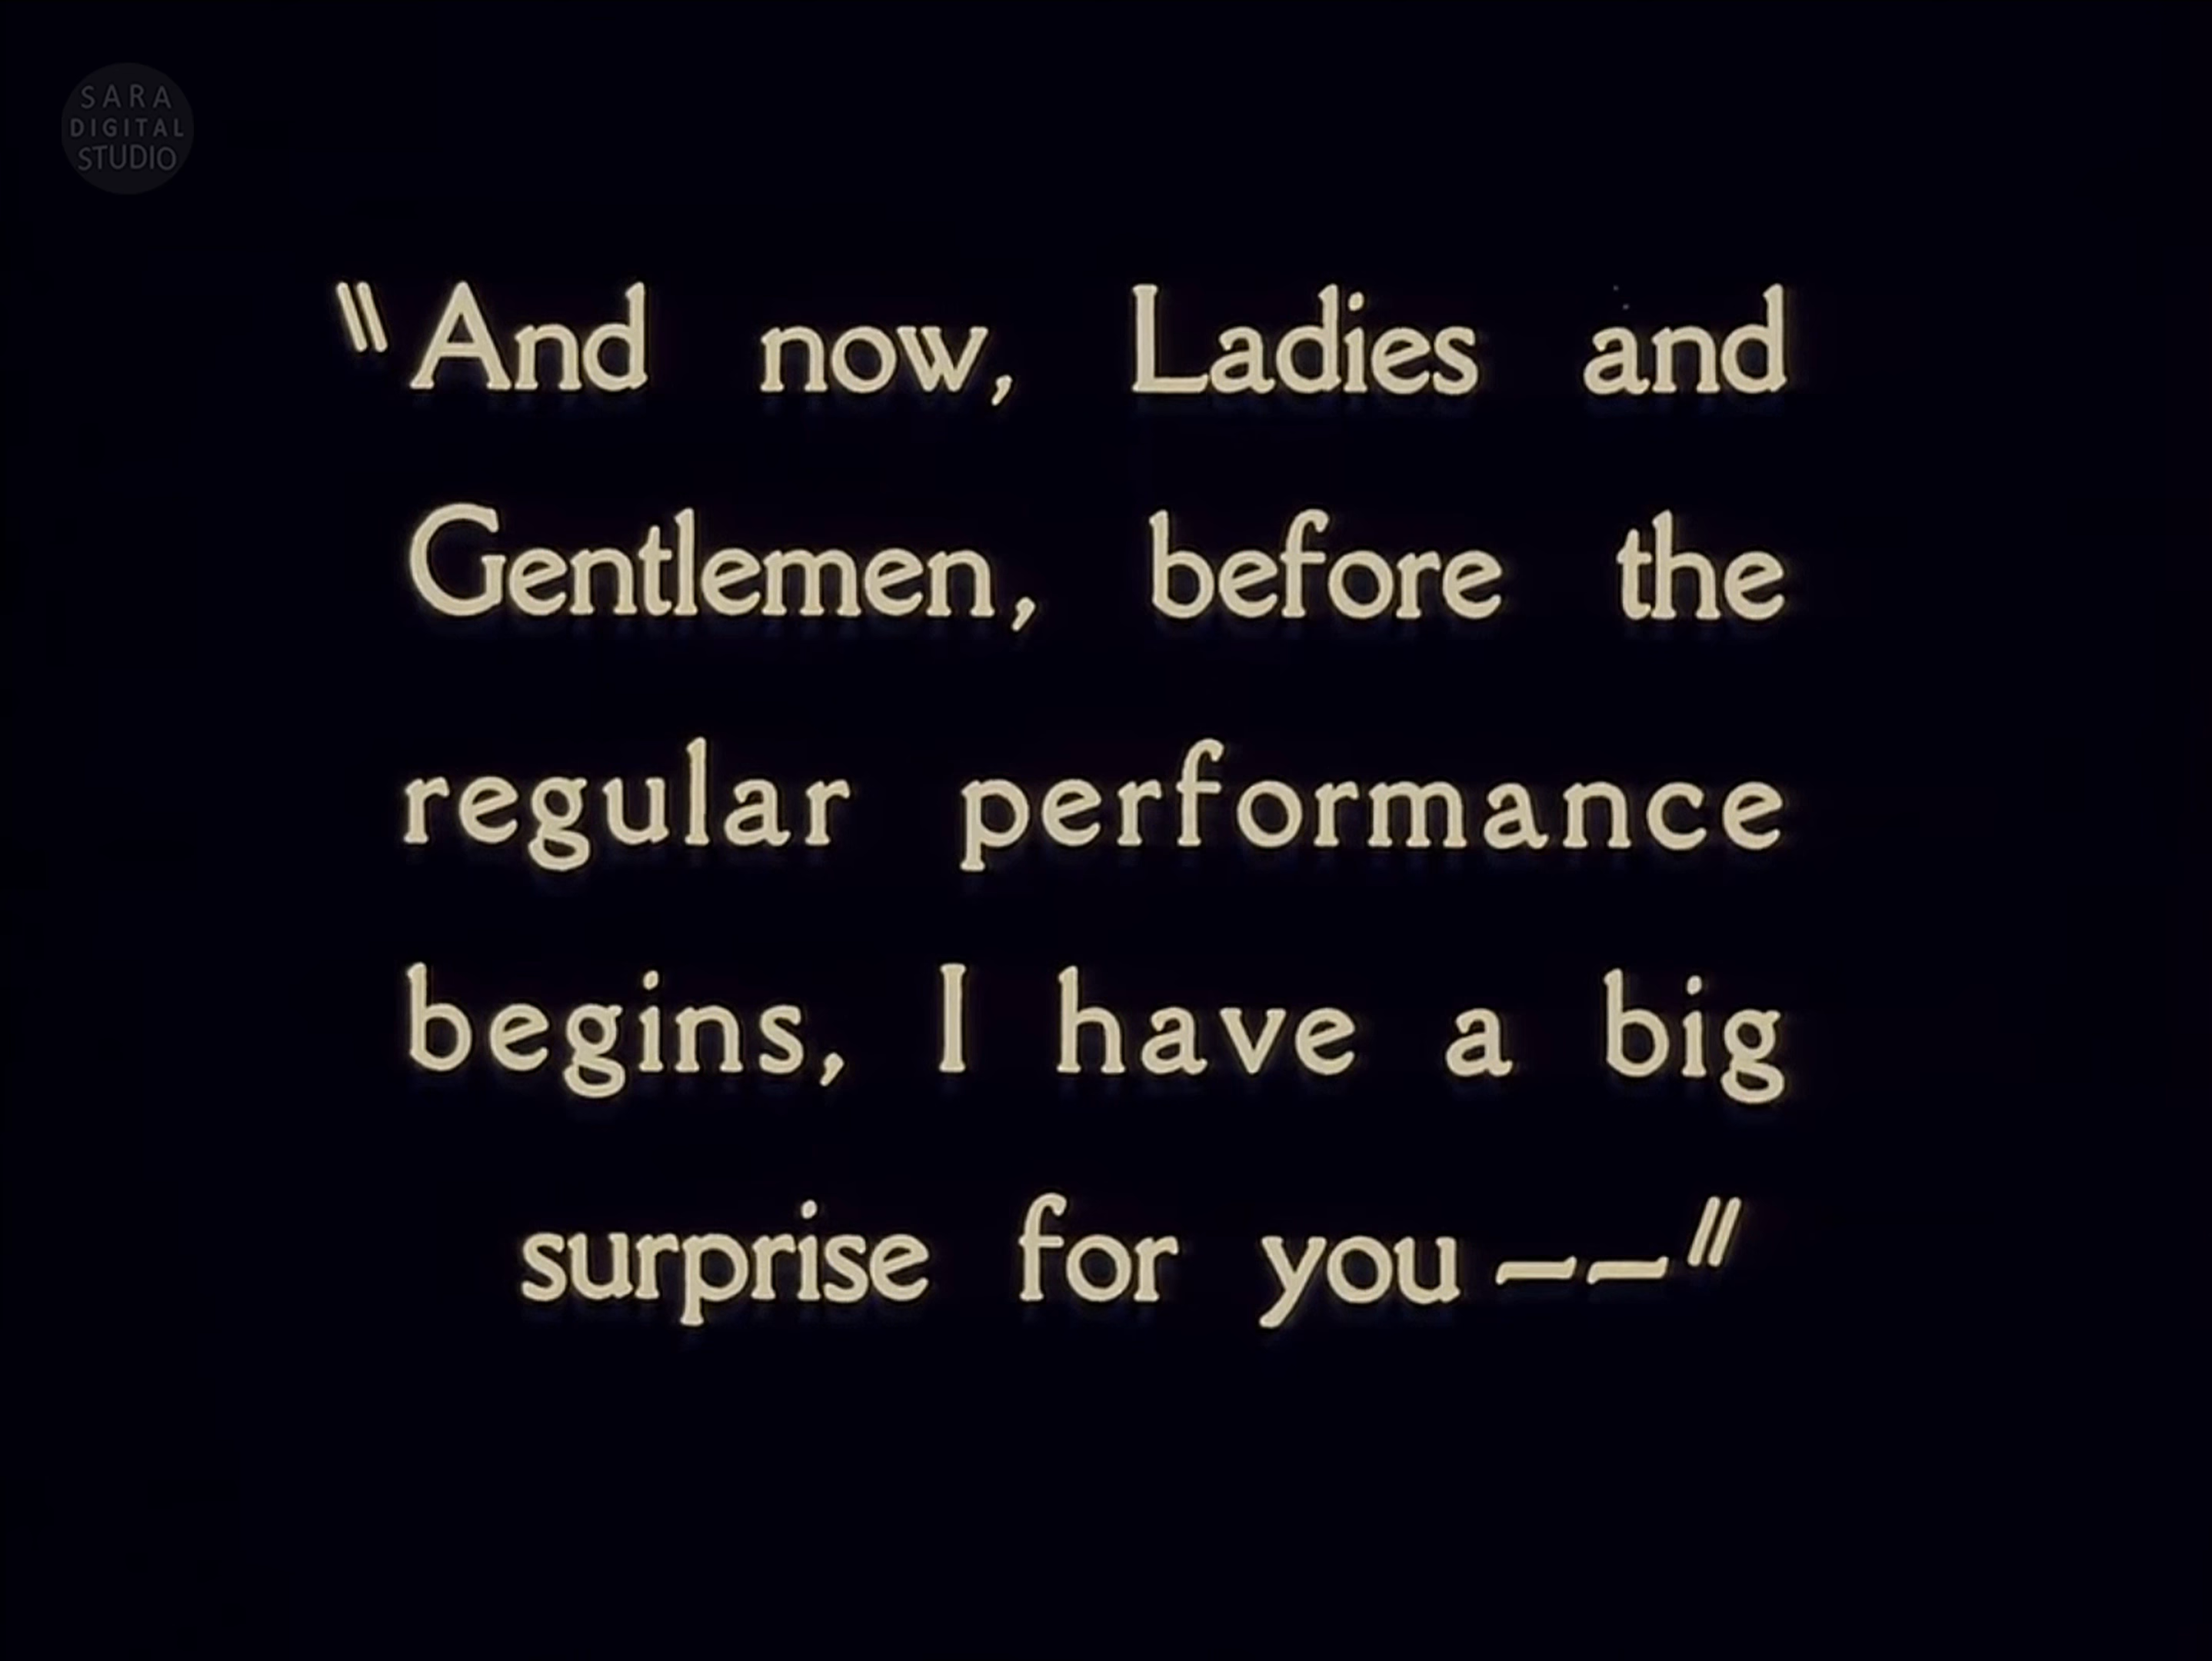 SARA
DIGITAL
STUDIO
"And now, Ladies and
Gentlemen, before the
regular performance
begins, I have a big
surprise for you——"